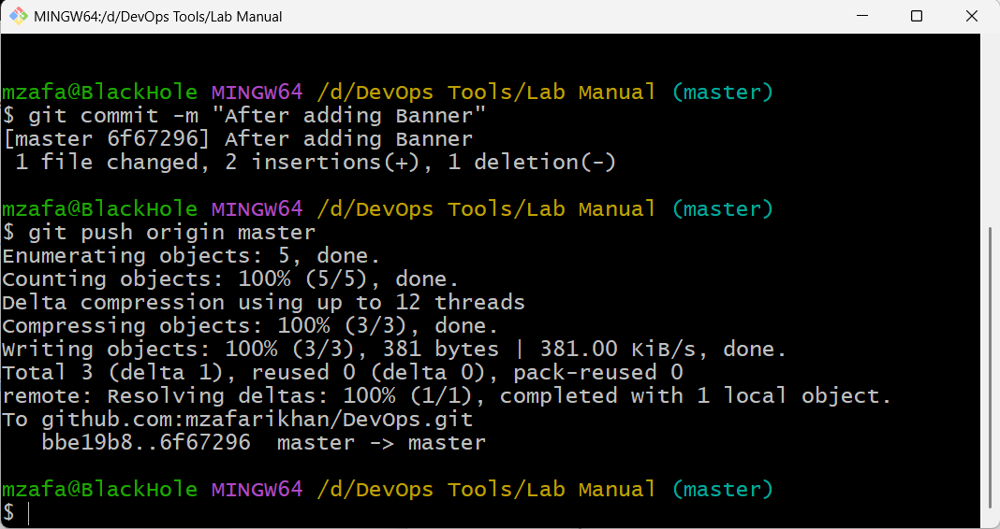 MINGW64:/d/DevOps Tools/Lab Manual
mzafa@BlackHole MINGW64 /d/DevOps Tools/Lab Manual (master)
$ git commit -m "After adding Banner"
[master 6f67296] After adding Banner
 1 file changed, 2 insertions(+), 1 deletion(-)
mzafa@BlackHole MINGW64 /d/DevOps Tools/Lab Manual (master)
$ git push origin master
Enumerating objects: 5, done.
Counting objects: 100% (5/5), done.
Delta compression using up to 12 threads
Compressing objects: 100% (3/3), done.
Writing objects: 100% (3/3), 381 bytes | 381.00 KiB/s, done.
Total 3 (delta 1), reused 0 (delta 0), pack-reused 0
remote: Resolving deltas: 100% (1/1), completed with 1 local object.
To github.com:mzafarikhan/DevOps.git
   bbe19b8..6f67296  master -> master
mzafa@BlackHole MINGW64 /d/DevOps Tools/Lab Manual (master)
$